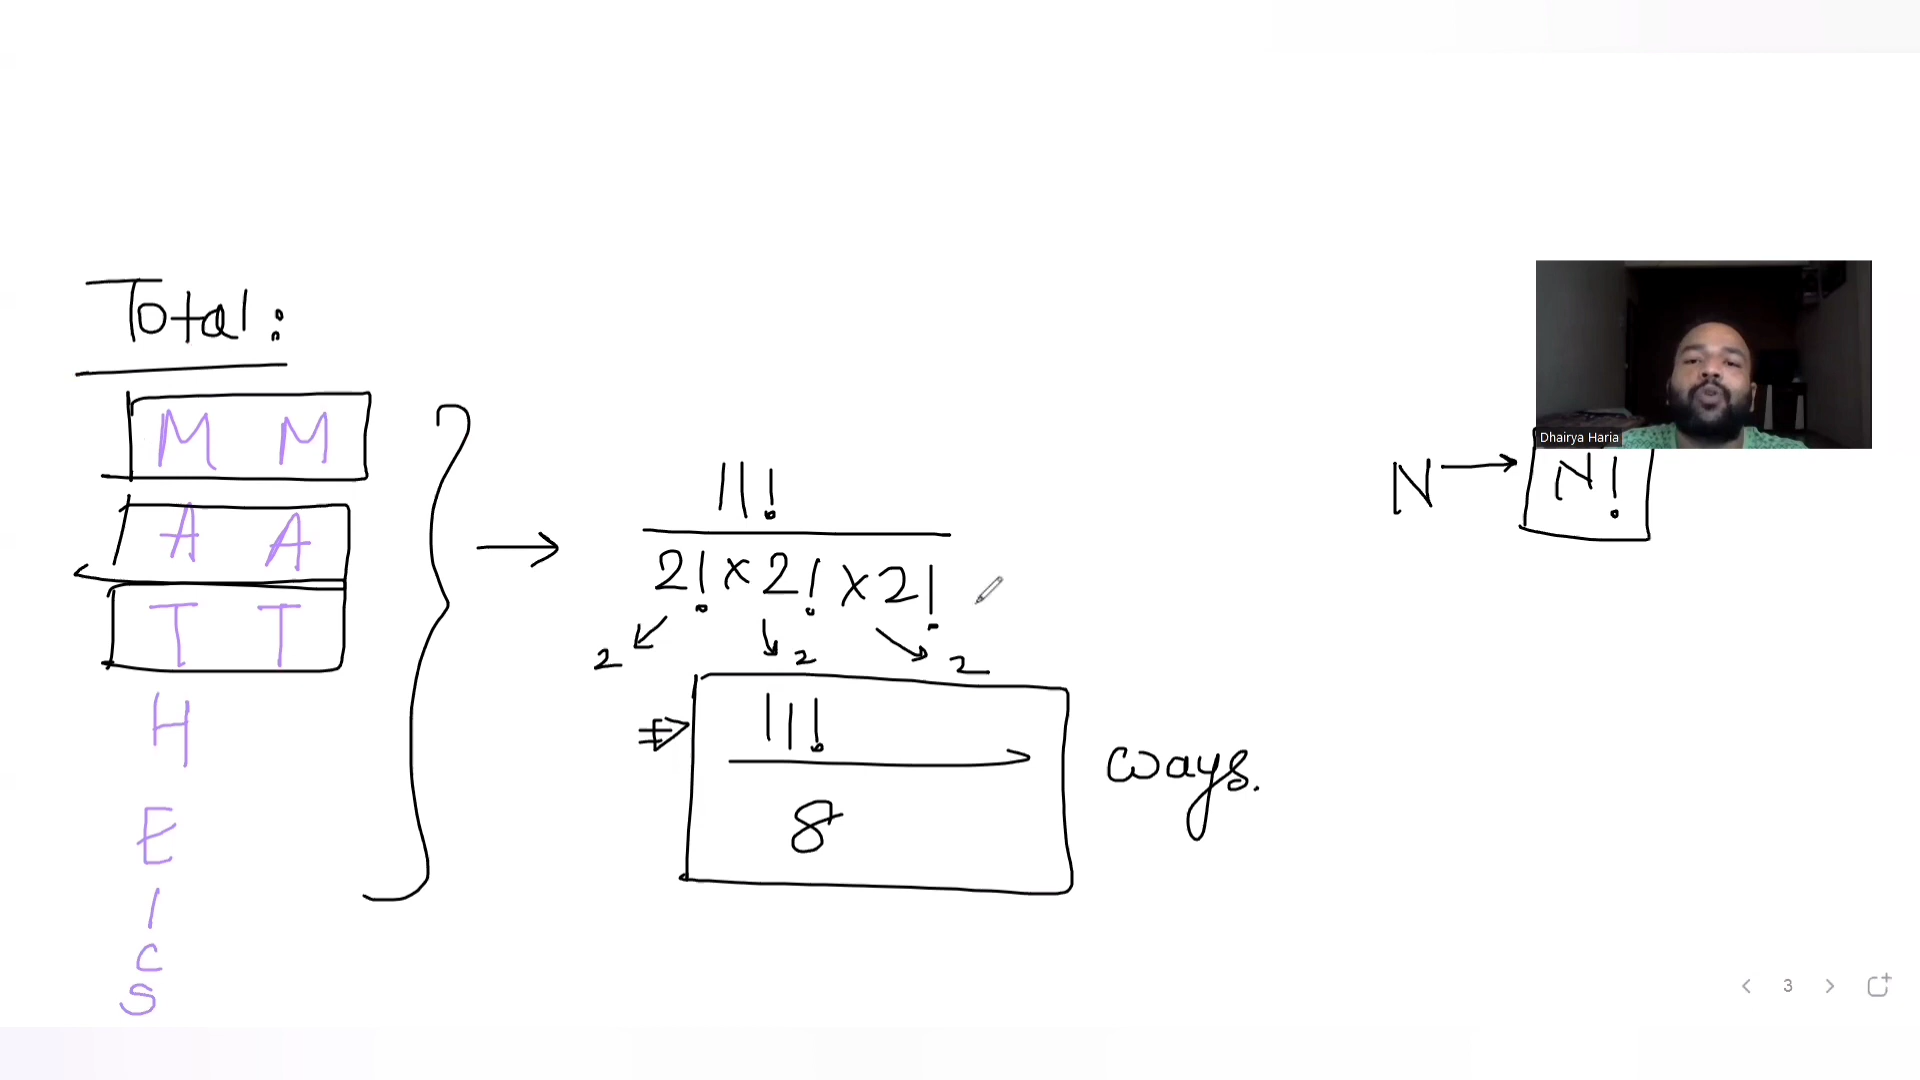 Total:
M M
A A
T T
H
E
I
C
S
11!
2! x 2! x 2!
2 2 2
11!
8
ways.
N → N!
Dhairya Haria
3